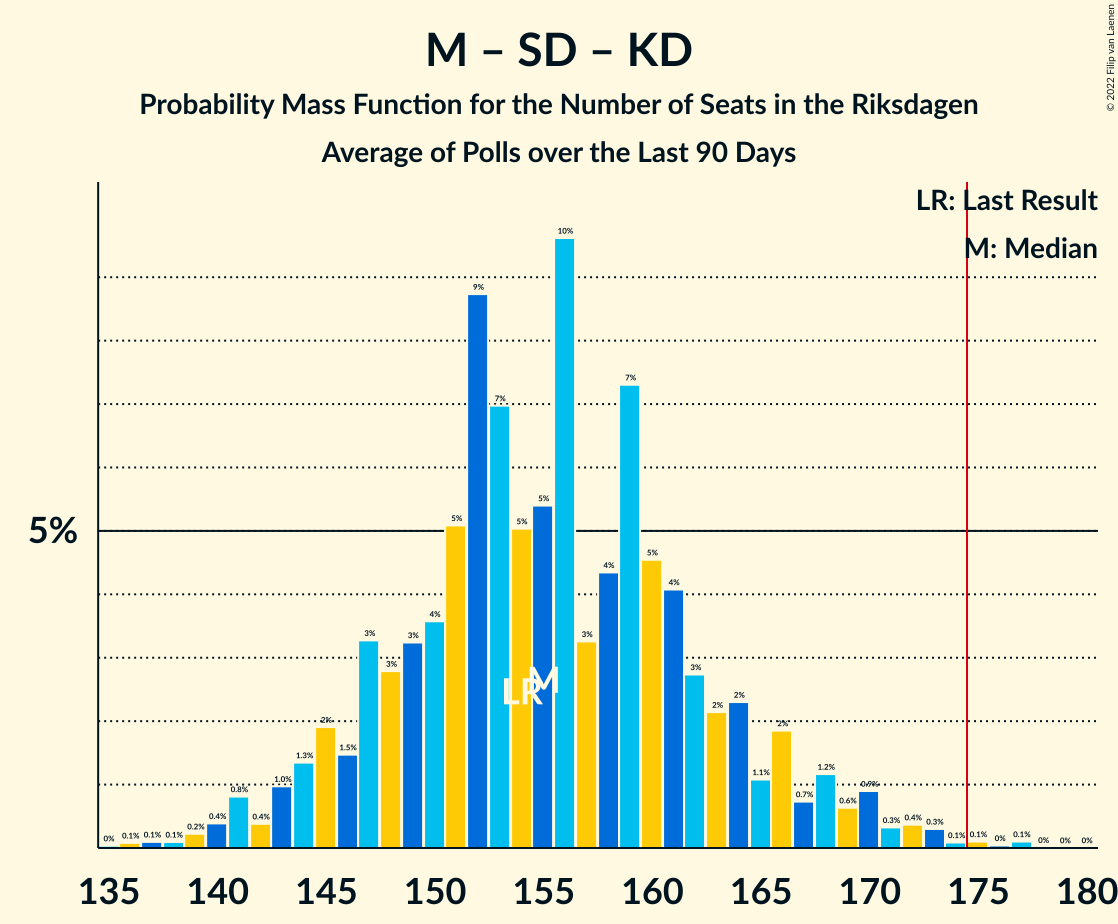 M – SD – KD
Probability Mass Function for the Number of Seats in the Riksdagen
Average of Polls over the Last 90 Days
© 2022 Filip van Laenen
LR: Last Result
M: Median
5%
0% 0.1% 0.1% 0.1% 0.2% 0.4% 0.8% 0.4% 1.0% 1.3% 2% 1.5% 3% 3% 3% 4% 5% 9% 7% 5% 5% 10% 3% 4% 7% 5% 4% 3% 2% 2% 1.1% 2% 0.7% 1.2% 0.6% 0.9% 0.3% 0.4% 0.3% 0.1% 0.1% 0% 0.1% 0% 0% 0%
LR M
135 140 145 150 155 160 165 170 175 180